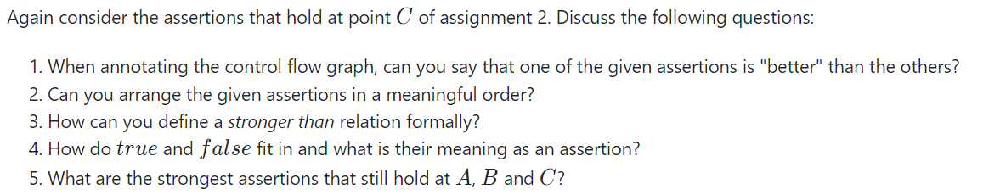 Again consider the assertions that hold at point C of assignment 2. Discuss the following questions:
1. When annotating the control flow graph, can you say that one of the given assertions is "better" than the others?
2. Can you arrange the given assertions in a meaningful order?
3. How can you define a stronger than relation formally?
4. How do true and false fit in and what is their meaning as an assertion?
5. What are the strongest assertions that still hold at A, B and C?